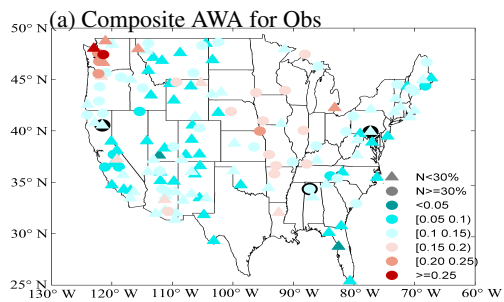 (a) Composite AWA for Obs
50° N
45° N
40° N
35° N
30° N
25° N
130° W 120° W 110° W 100° W 90° W 80° W 70° W 60° W
N<30%
N>=30%
<0.05
[0.05 0.1)
[0.1 0.15)
[0.15 0.2)
[0.20 0.25)
>=0.25